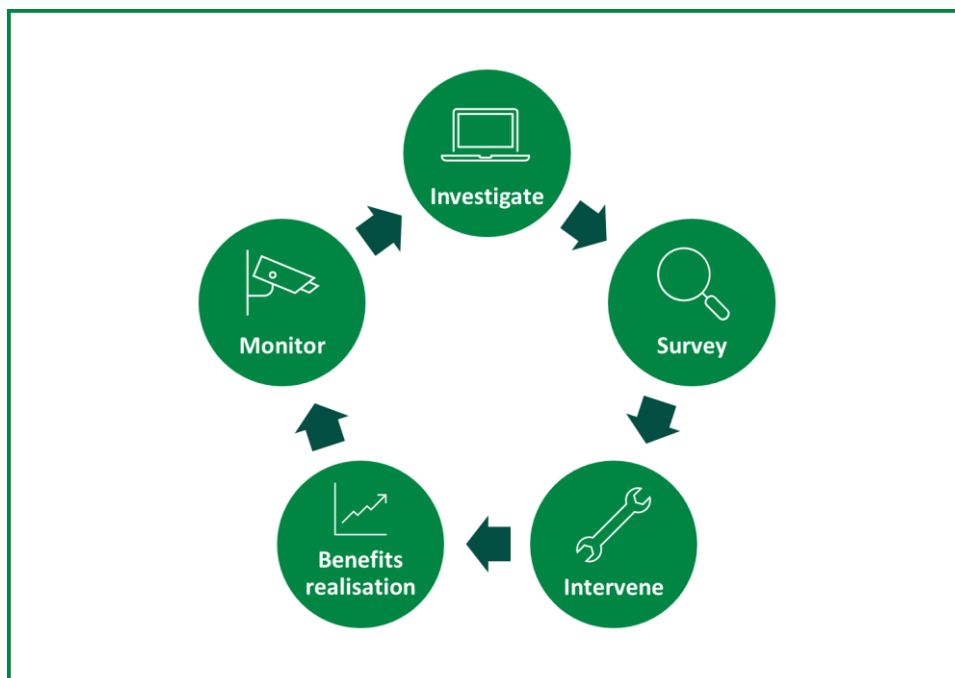 Investigate
Survey
Intervene
Benefits
realisation
Monitor